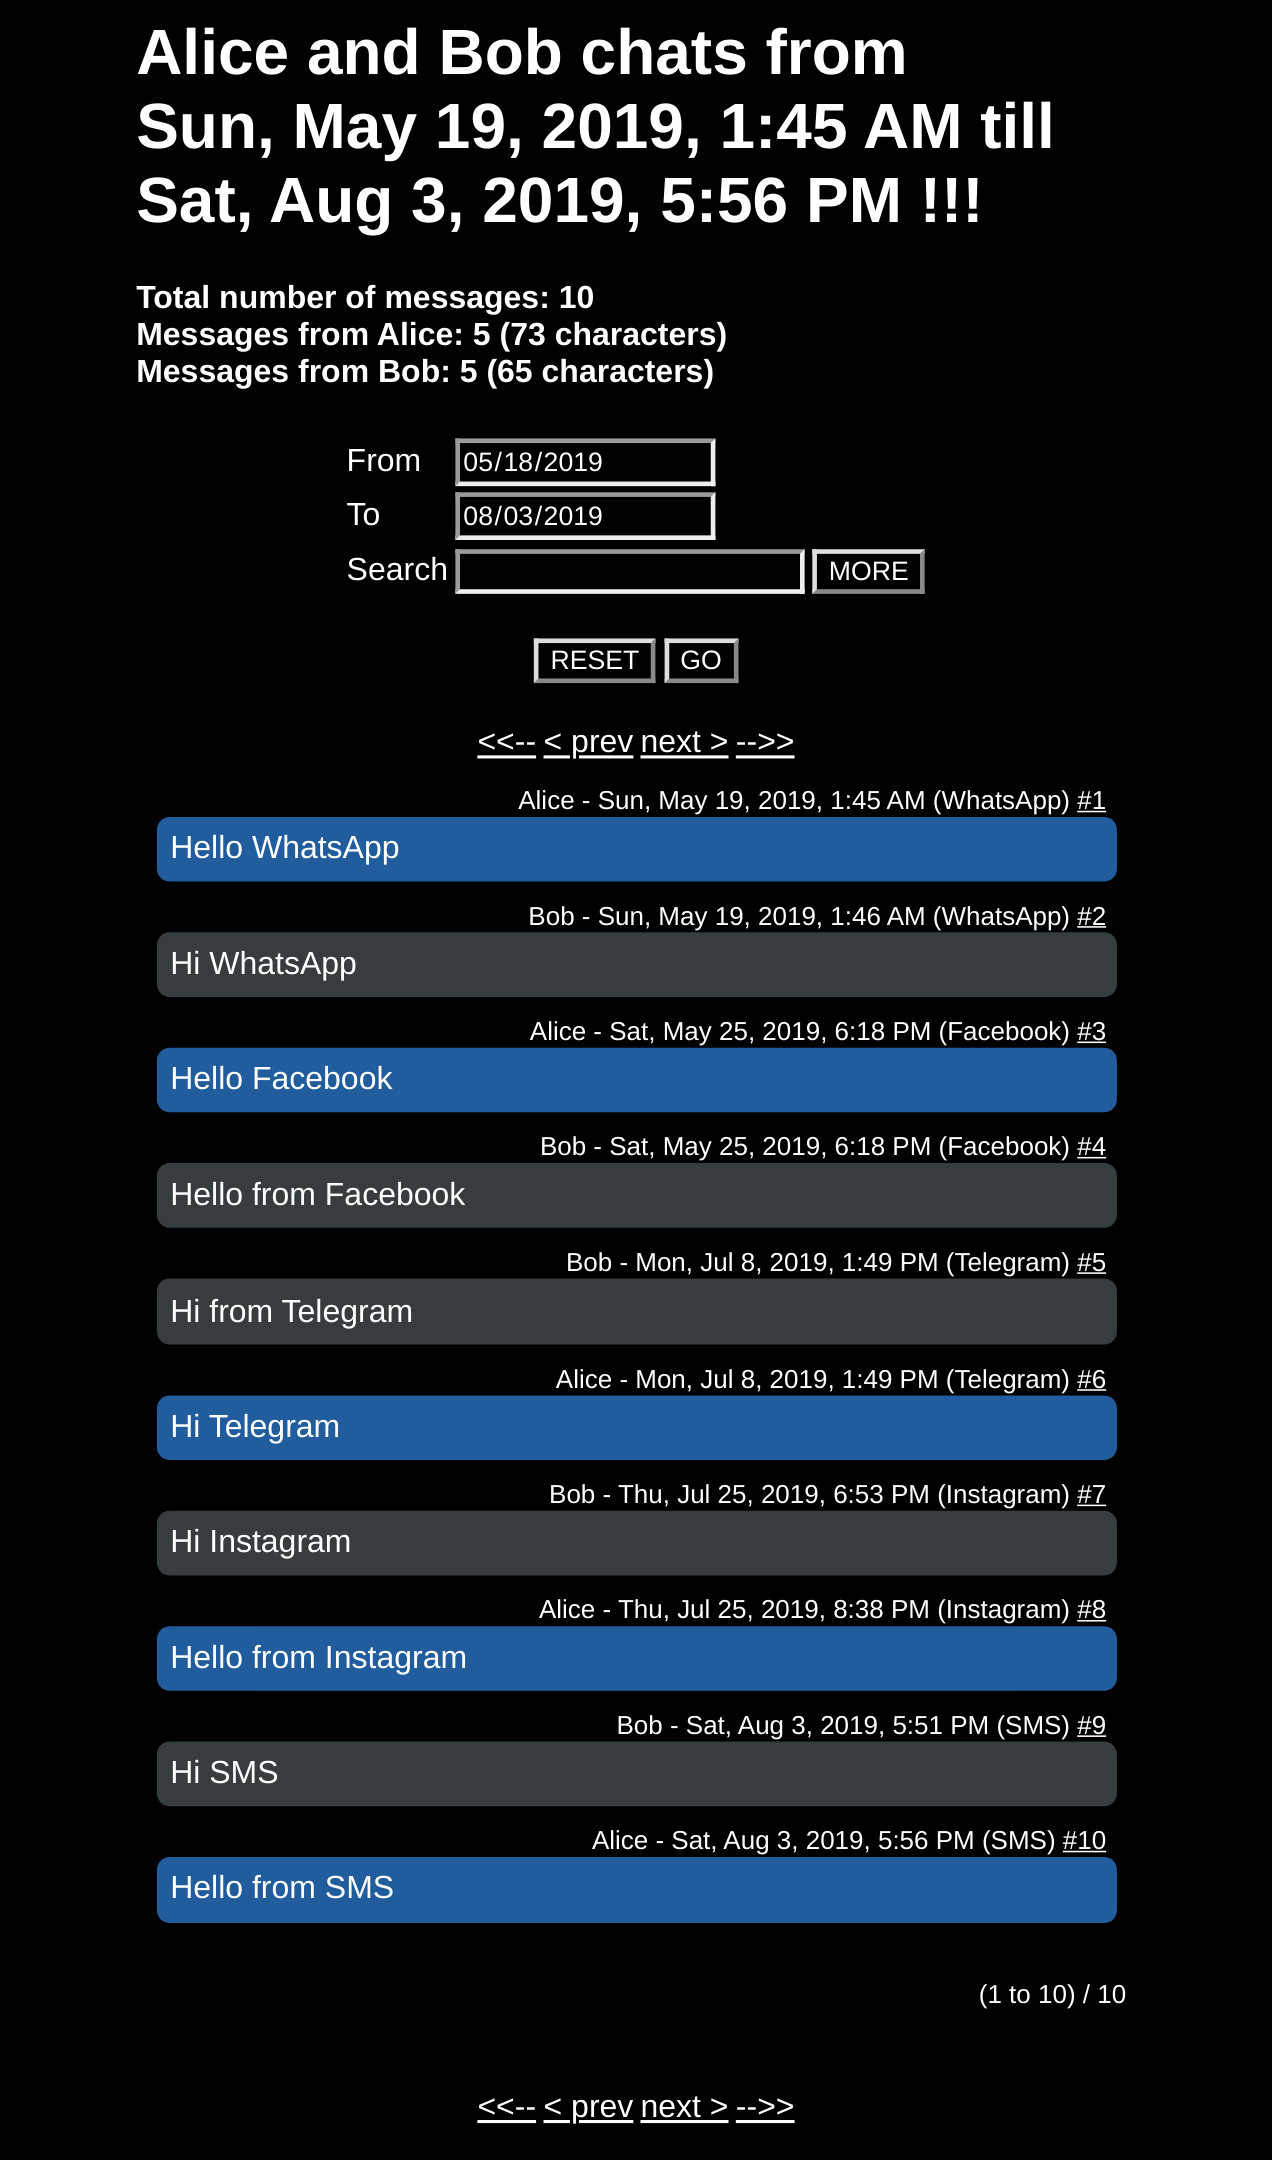 Alice and Bob chats from
Sun, May 19, 2019, 1:45 AM till
Sat, Aug 3, 2019, 5:56 PM !!!
Total number of messages: 10
Messages from Alice: 5 (73 characters)
Messages from Bob: 5 (65 characters)
From 05/18/2019
To 08/03/2019
Search MORE
RESET GO
<<-- < prev next > -->>
Alice - Sun, May 19, 2019, 1:45 AM (WhatsApp) #1
Hello WhatsApp
Bob - Sun, May 19, 2019, 1:46 AM (WhatsApp) #2
Hi WhatsApp
Alice - Sat, May 25, 2019, 6:18 PM (Facebook) #3
Hello Facebook
Bob - Sat, May 25, 2019, 6:18 PM (Facebook) #4
Hello from Facebook
Bob - Mon, Jul 8, 2019, 1:49 PM (Telegram) #5
Hi from Telegram
Alice - Mon, Jul 8, 2019, 1:49 PM (Telegram) #6
Hi Telegram
Bob - Thu, Jul 25, 2019, 6:53 PM (Instagram) #7
Hi Instagram
Alice - Thu, Jul 25, 2019, 8:38 PM (Instagram) #8
Hello from Instagram
Bob - Sat, Aug 3, 2019, 5:51 PM (SMS) #9
Hi SMS
Alice - Sat, Aug 3, 2019, 5:56 PM (SMS) #10
Hello from SMS
(1 to 10) / 10
<<-- < prev next > -->>